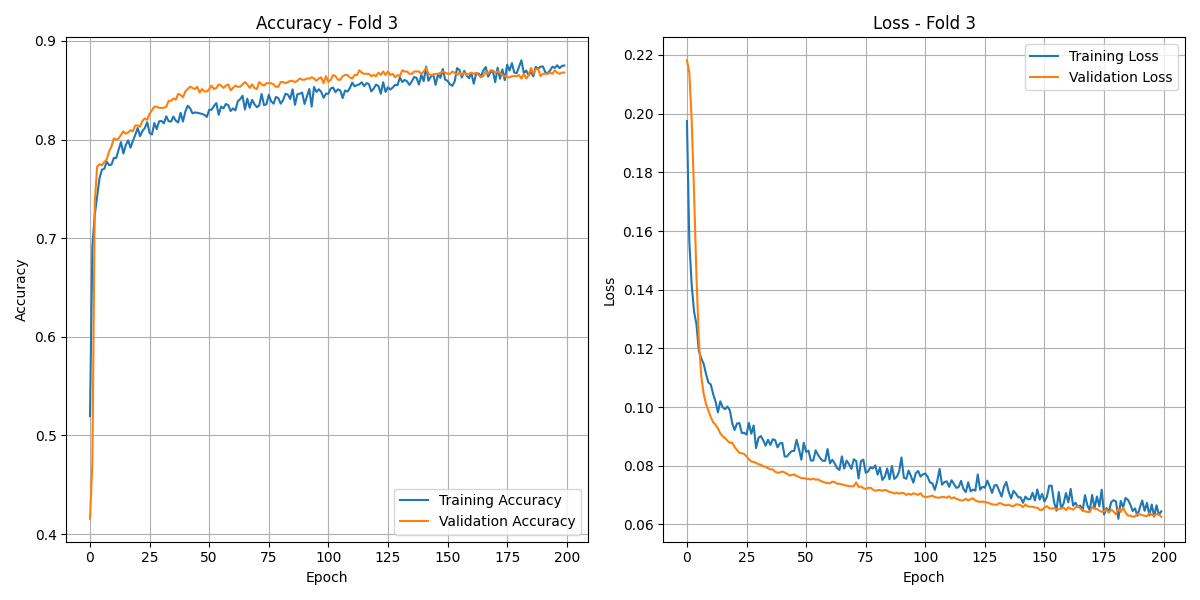 Accuracy - Fold 3
0.9
0.8
0.7
0.6
0.5
0.4
Accuracy
0 25 50 75 100 125 150 175 200
Epoch
Training Accuracy
Validation Accuracy
Loss - Fold 3
0.22
0.20
0.18
0.16
0.14
0.12
0.10
0.08
0.06
Loss
0 25 50 75 100 125 150 175 200
Epoch
Training Loss
Validation Loss